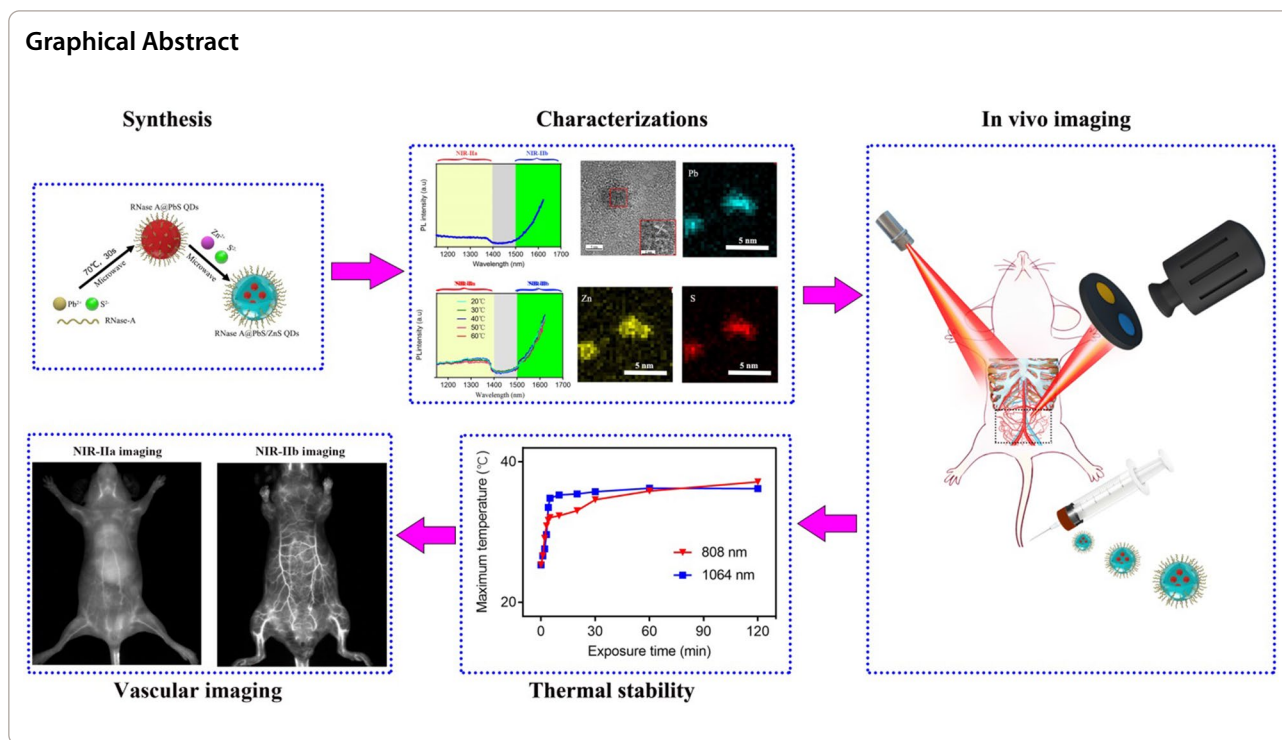 Graphical Abstract
Synthesis
RNase A@PbS QDs
70℃, 30s
Microwave
Zn²⁺
S²⁻
Microwave
Pb²⁺
S²⁻
RNase-A
RNase A@PbS/ZnS QDs
Characterizations
NIR-IIa
NIR-IIb
PL intensity (a.u)
1200 1300 1400 1500 1600 1700
Wavelength (nm)
Pb
5 nm
NIR-IIa
NIR-IIb
20℃
30℃
40℃
50℃
60℃
PL intensity (a.u)
1200 1300 1400 1500 1600 1700
Wavelength (nm)
Zn
5 nm
S
5 nm
In vivo imaging
NIR-IIa imaging
NIR-IIb imaging
Vascular imaging
Maximum temperature (℃)
40
20
808 nm
1064 nm
0 30 60 90 120
Exposure time (min)
Thermal stability